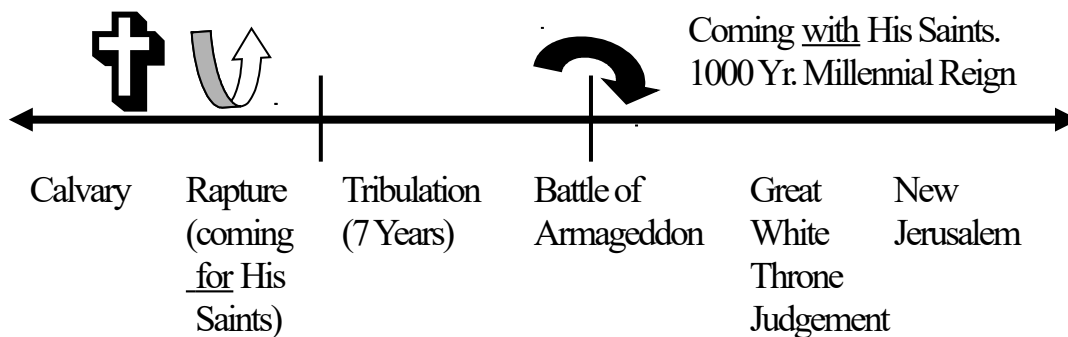 Coming with His Saints.
1000 Yr. Millennial Reign
Calvary
Rapture
(coming
for His
Saints)
Tribulation
(7 Years)
Battle of
Armageddon
Great
White
Throne
Judgement
New
Jerusalem